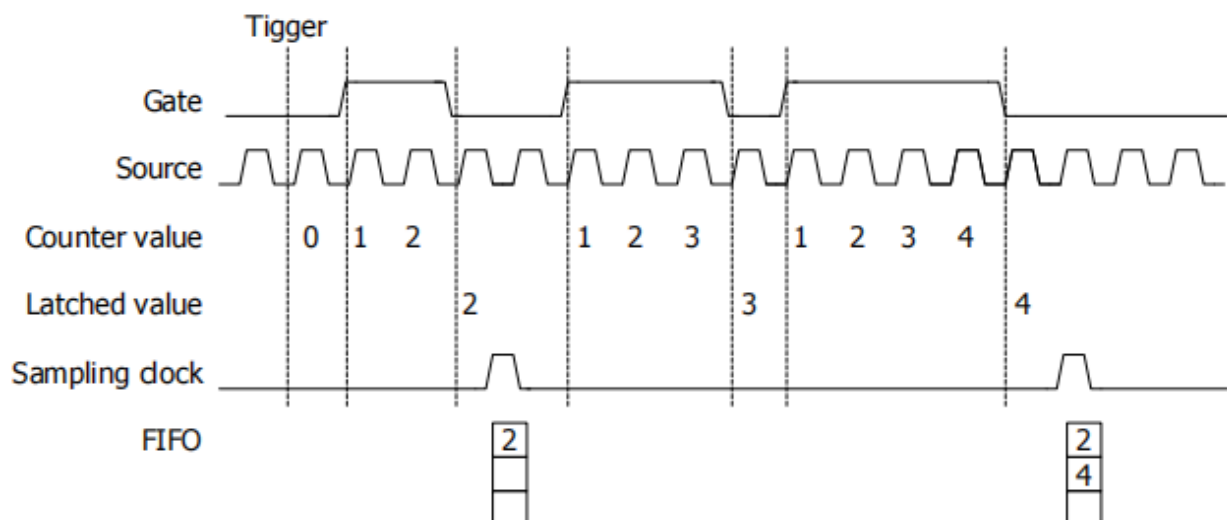 Tigger
Gate
Source
Counter value 0 1 2 1 2 3 1 2 3 4
Latched value 2 3 4
Sampling clock
FIFO 2 2
4